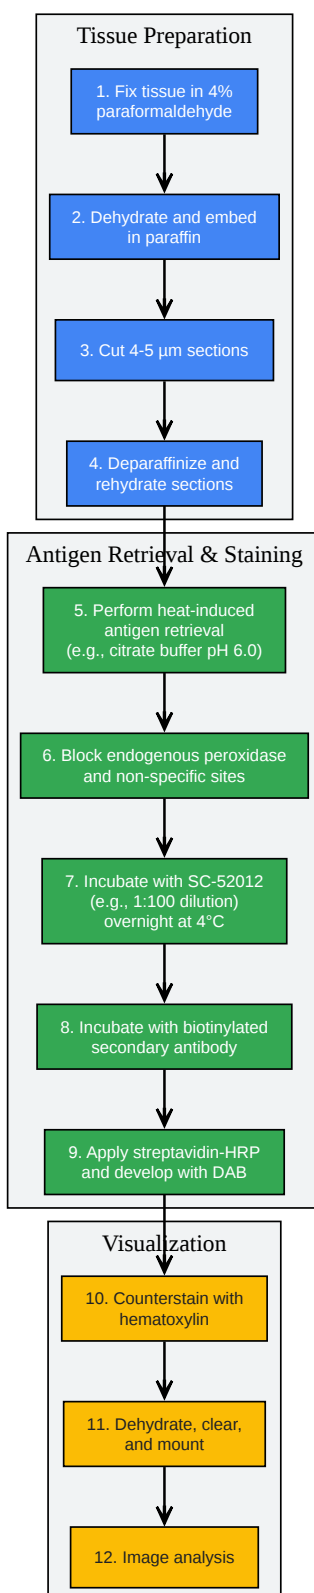 Tissue Preparation
1. Fix tissue in 4%
paraformaldehyde
2. Dehydrate and embed
in paraffin
3. Cut 4-5 µm sections
4. Deparaffinize and
rehydrate sections
Antigen Retrieval & Staining
5. Perform heat-induced
antigen retrieval
(e.g., citrate buffer pH 6.0)
6. Block endogenous peroxidase
and non-specific sites
7. Incubate with SC-52012
(e.g., 1:100 dilution)
overnight at 4°C
8. Incubate with biotinylated
secondary antibody
9. Apply streptavidin-HRP
and develop with DAB
Visualization
10. Counterstain with
hematoxylin
11. Dehydrate, clear,
and mount
12. Image analysis